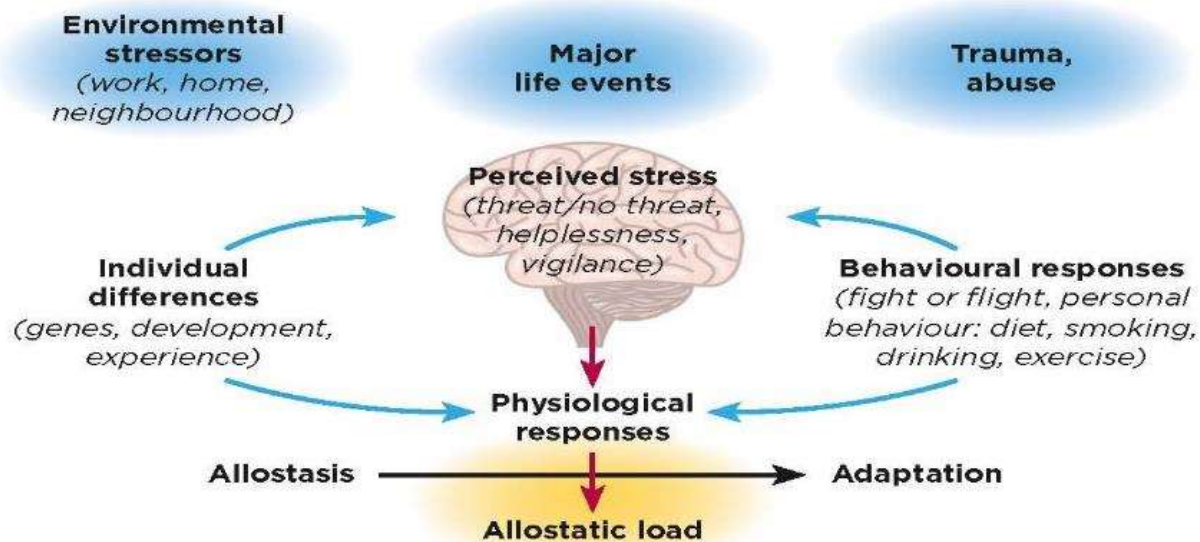 Environmental
stressors
(work, home,
neighbourhood)
Major
life events
Trauma,
abuse
Perceived stress
(threat/no threat,
helplessness,
vigilance)
Individual
differences
(genes, development,
experience)
Behavioural responses
(fight or flight, personal
behaviour: diet, smoking,
drinking, exercise)
Physiological
responses
Allostasis
Adaptation
Allostatic load